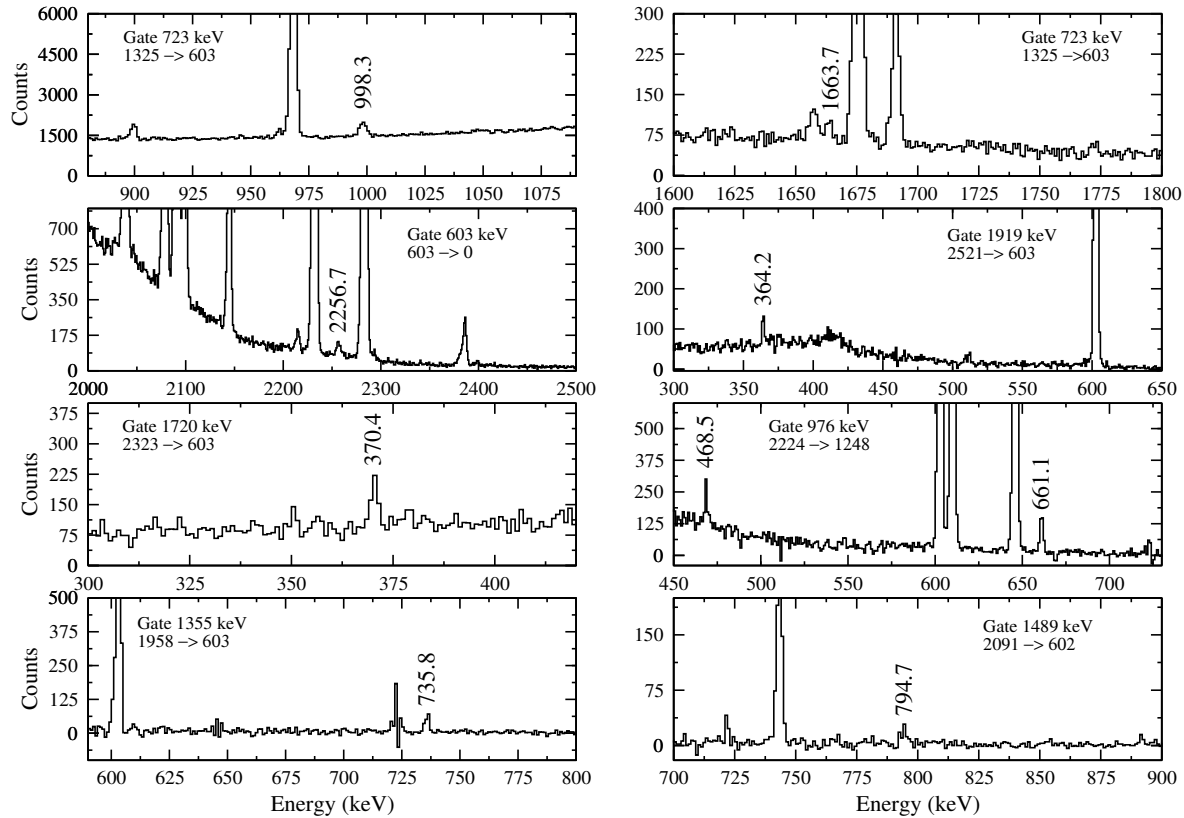 6000
4500
3000
1500
0
Counts
Gate 723 keV
1325 −> 603
998.3
900 925 950 975 1000 1025 1050 1075
300
225
150
75
0
Gate 723 keV
1325 −>603
1663.7
1600 1625 1650 1675 1700 1725 1750 1775 1800
700
525
350
175
0
Counts
Gate 603 keV
603 −> 0
2256.7
2000 2100 2200 2300 2400 2500
400
300
200
100
0
Gate 1919 keV
2521−> 603
364.2
300 350 400 450 500 550 600 650
375
300
225
150
75
0
Counts
Gate 1720 keV
2323 −> 603
370.4
300 325 350 375 400
500
375
250
125
0
Gate 976 keV
2224 −> 1248
468.5
661.1
450 500 550 600 650 700
500
375
250
125
0
Counts
Gate 1355 keV
1958 −> 603
735.8
600 625 650 675 700 725 750 775 800
Energy (keV)
150
75
0
Gate 1489 keV
2091 −> 602
794.7
700 725 750 775 800 825 850 875 900
Energy (keV)